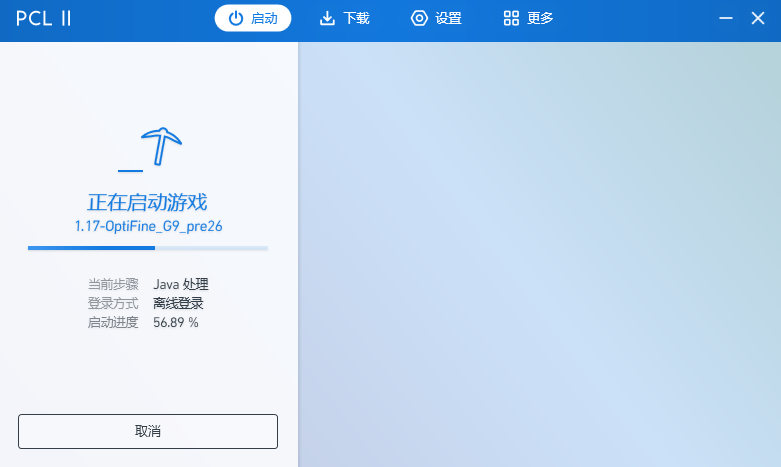 PCL II
启动
下载
设置
更多
正在启动游戏
1.17-OptiFine_G9_pre26
当前步骤 Java 处理
登录方式 离线登录
启动进度 56.89 %
取消